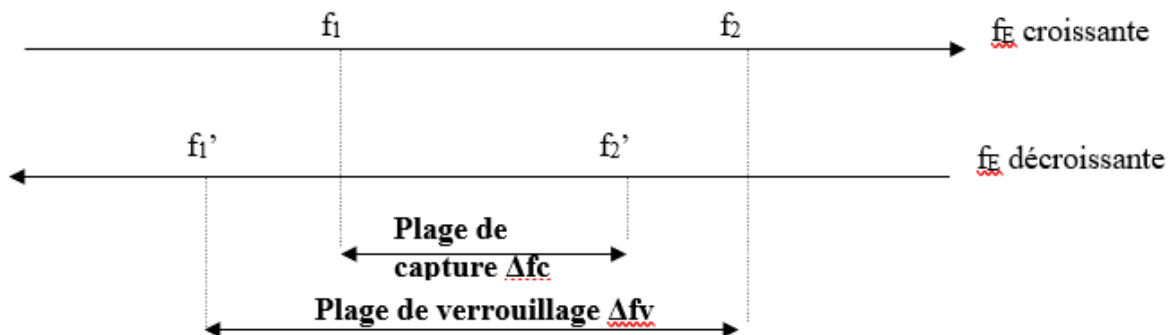 f₁ f₂ fE croissante
f₁’ f₂’ fE décroissante
Plage de
capture Δfc
Plage de verrouillage Δfv